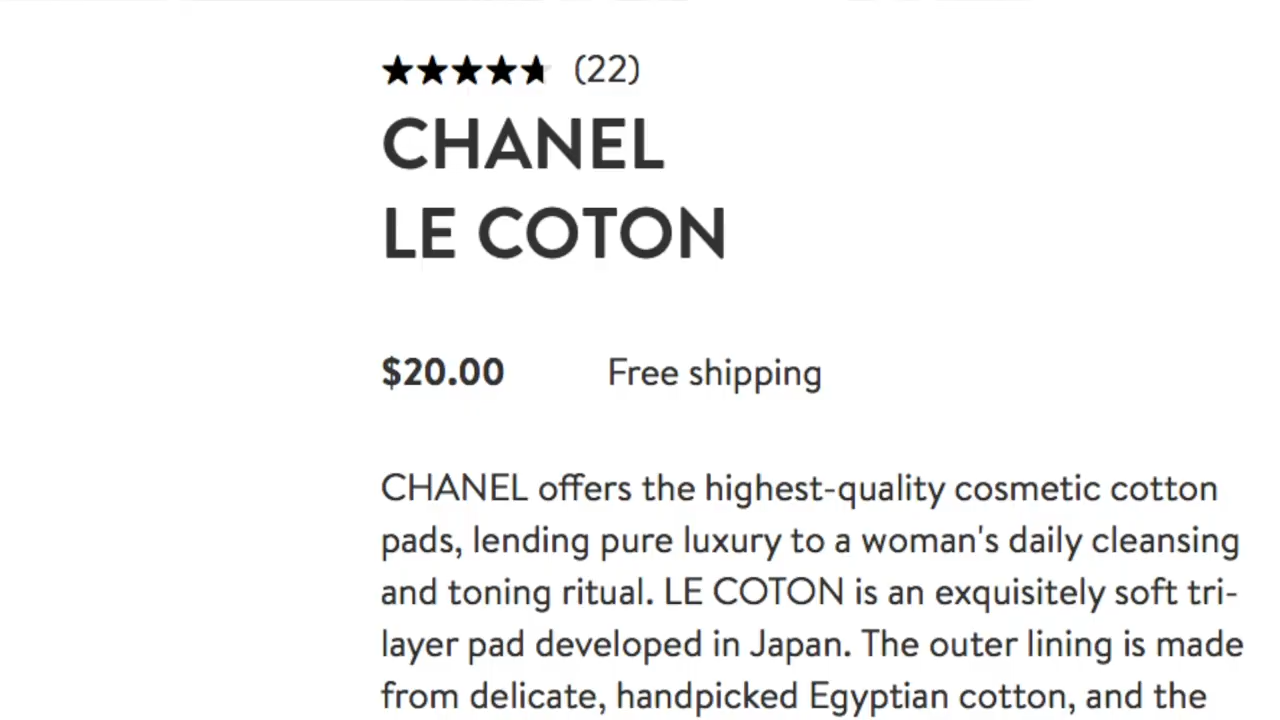 (22)
CHANEL
LE COTON
$20.00 Free shipping
CHANEL offers the highest-quality cosmetic cotton
pads, lending pure luxury to a woman's daily cleansing
and toning ritual. LE COTON is an exquisitely soft tri-
layer pad developed in Japan. The outer lining is made
from delicate, handpicked Egyptian cotton, and the